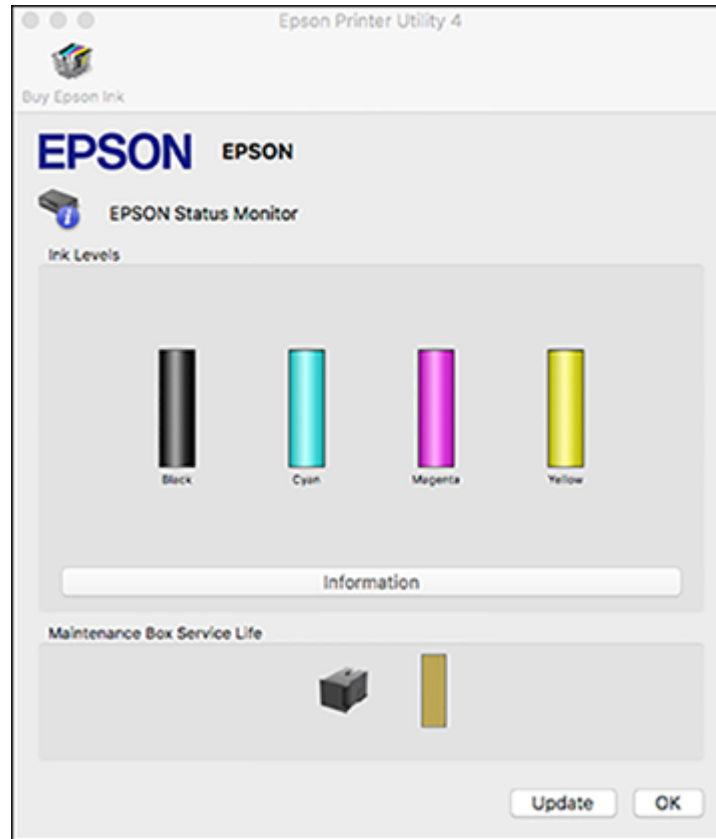 Epson Printer Utility 4
Buy Epson Ink
EPSON EPSON
EPSON Status Monitor
Ink Levels
Black Cyan Magenta Yellow
Information
Maintenance Box Service Life
Update OK